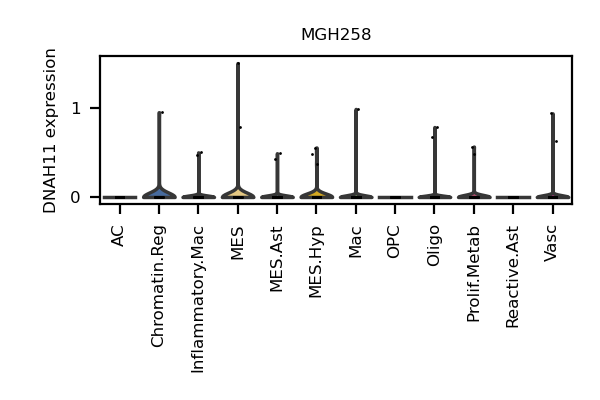 MGH258
DNAH11 expression
1
0
AC
Chromatin.Reg
Inflammatory.Mac
MES
MES.Ast
MES.Hyp
Mac
OPC
Oligo
Prolif.Metab
Reactive.Ast
Vasc